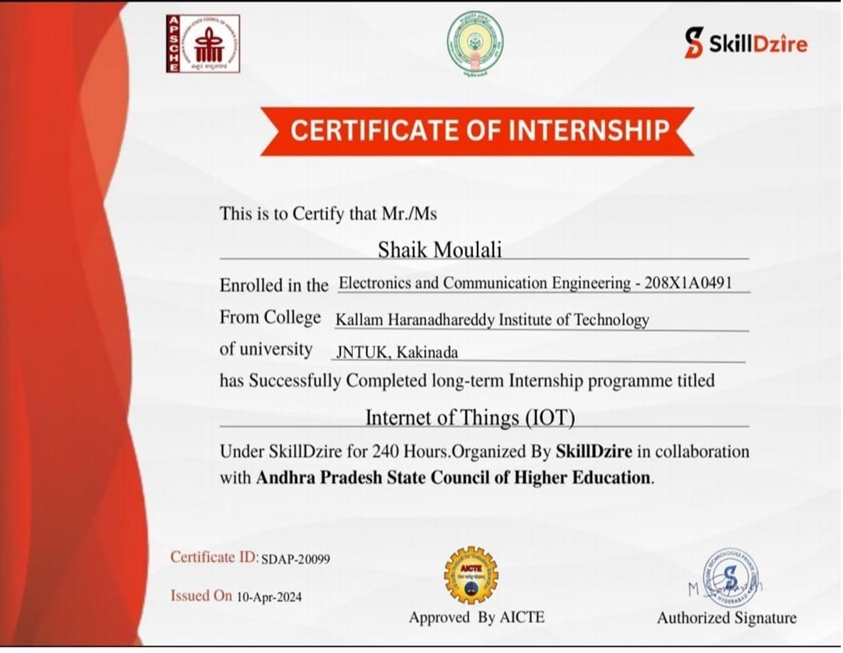 APSCHE
SkillDzire
CERTIFICATE OF INTERNSHIP
This is to Certify that Mr./Ms
Shaik Moulali
Enrolled in the Electronics and Communication Engineering - 208X1A0491
From College Kallam Haranadhareddy Institute of Technology
of university JNTUK, Kakinada
has Successfully Completed long-term Internship programme titled
Internet of Things (IOT)
Under SkillDzire for 240 Hours.Organized By SkillDzire in collaboration
with Andhra Pradesh State Council of Higher Education.
Certificate ID: SDAP-20099
Issued On 10-Apr-2024
AICTE
Approved By AICTE
Authorized Signature